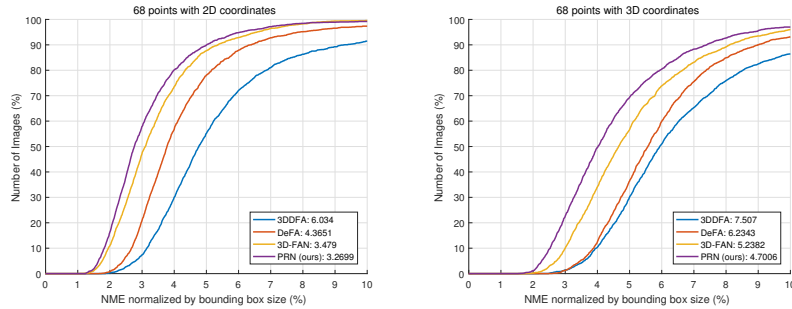 68 points with 2D coordinates
Number of Images (%)
100
90
80
70
60
50
40
30
20
10
0
3DDFA: 6.034
DeFA: 4.3651
3D-FAN: 3.479
PRN (ours): 3.2699
0 1 2 3 4 5 6 7 8 9 10
NME normalized by bounding box size (%)
68 points with 3D coordinates
Number of Images (%)
100
90
80
70
60
50
40
30
20
10
0
3DDFA: 7.507
DeFA: 6.2343
3D-FAN: 5.2382
PRN (ours): 4.7006
0 1 2 3 4 5 6 7 8 9 10
NME normalized by bounding box size (%)